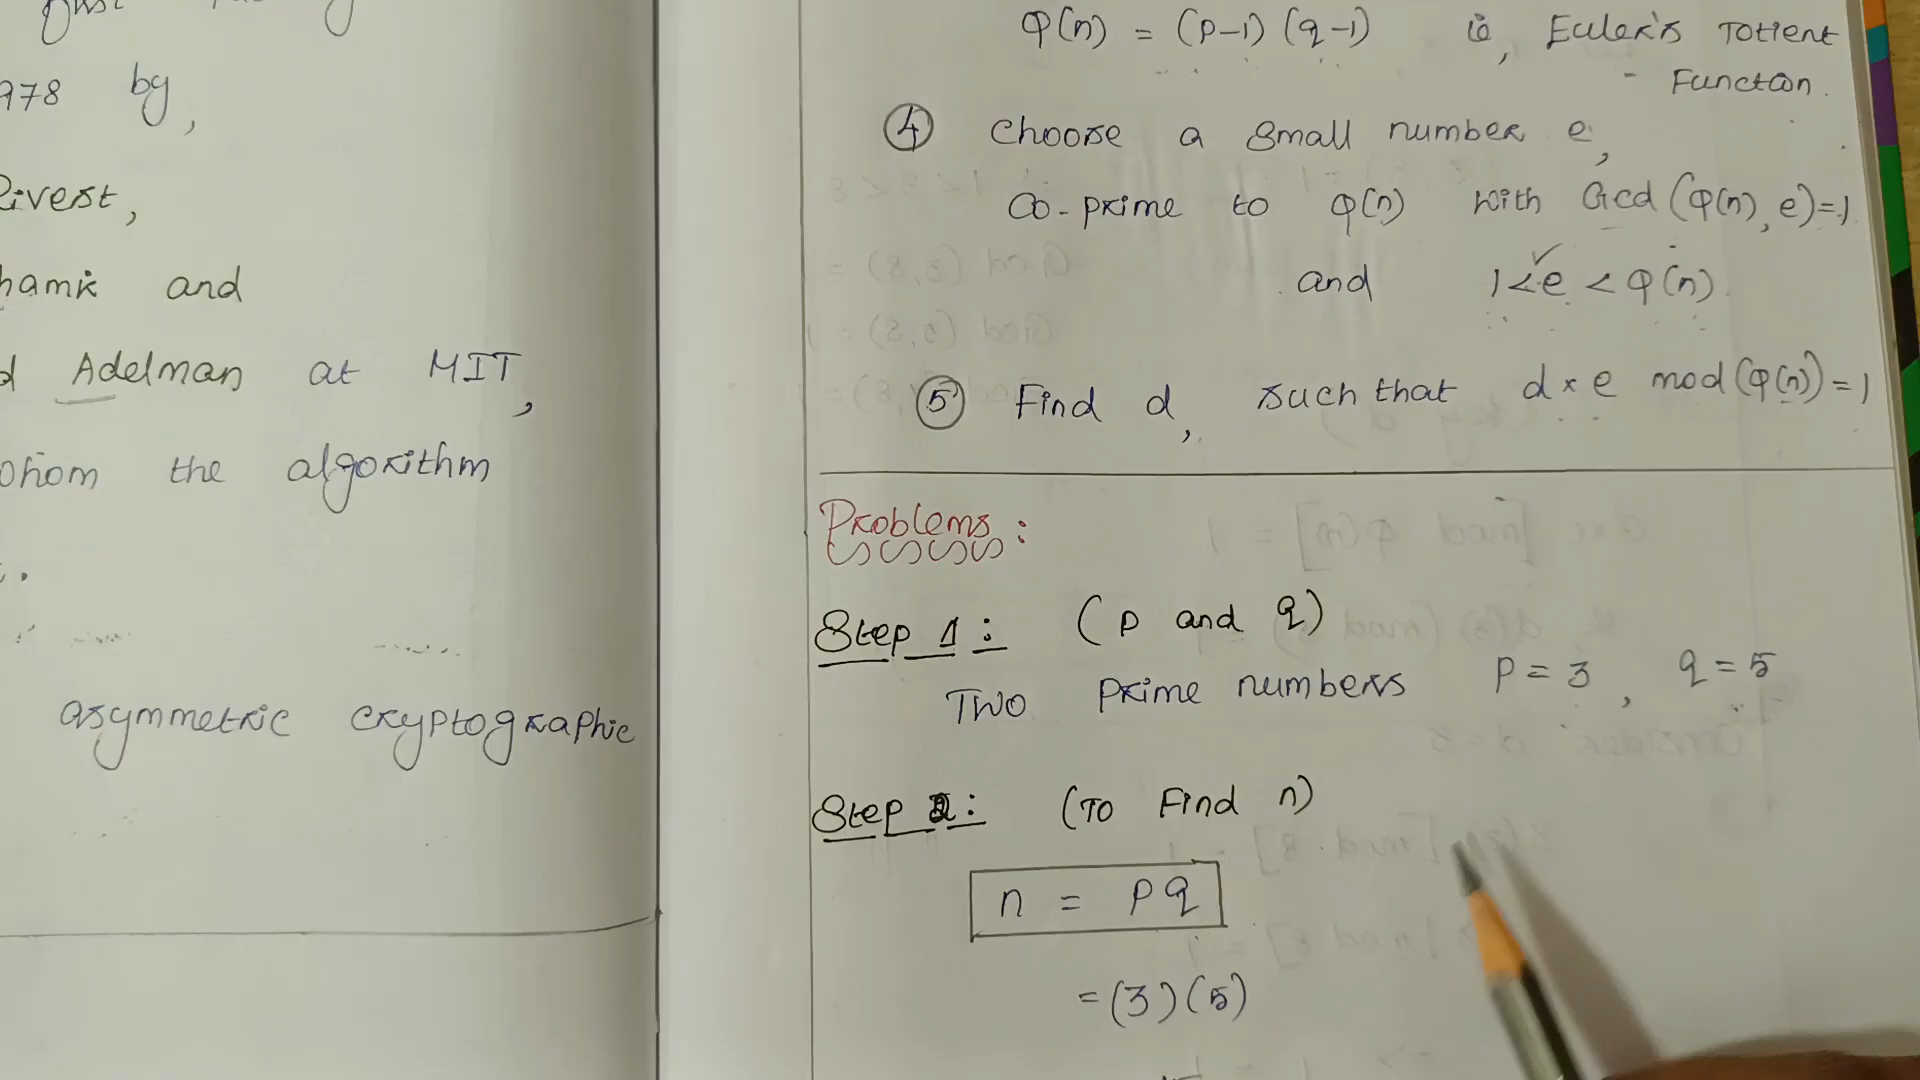 978 by,
Rivest,
hamir and
Adelman at MIT,
whom the algorithm
asymmetric cryptographic
φ(n) = (p-1) (q-1) ie, Euler's Totient
- Function.
④ choose a small number e,
co-prime to φ(n) with Gcd (φ(n), e)=1
and 1<e<φ(n)
⑤ Find d, such that d × e mod (φ(n))=1
Problems:
Step 1: (p and q)
Two prime numbers p = 3, q = 5
Step 2: (To Find n)
n = pq
= (3) (5)